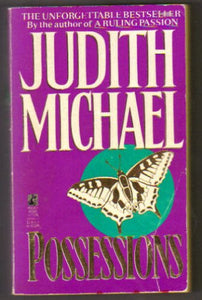 THE UNFORGETTABLE BESTSELLER
By the author of A RULING PASSION
JUDITH
MICHAEL
POSSESSIONS